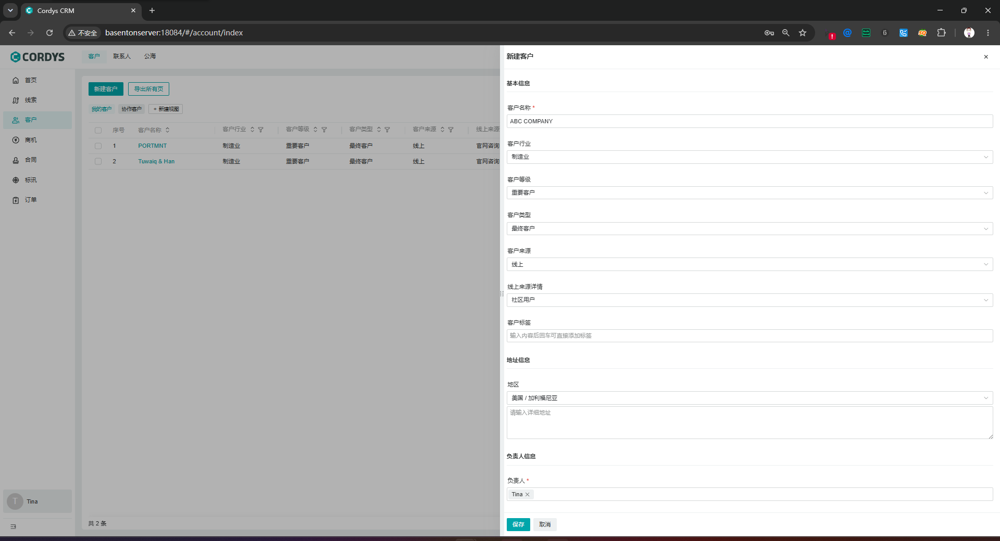 Cordys CRM
不安全 basentonserver:18084/#/account/index
CORDYS
客户 联系人 公海
首页
线索
客户
商机
合同
标讯
订单
T Tina
新建客户 导出所有页
我的客户 协作客户 + 新建视图
序号 客户名称 客户行业 客户等级 客户类型 客户来源 线上来源
1 PORTMNT 制造业 重要客户 最终客户 线上 官网咨询
2 Tuwaiq & Han 制造业 重要客户 最终客户 线上 官网咨询
共 2 条
新建客户
基本信息
客户名称 *
ABC COMPANY
客户行业
制造业
客户等级
重要客户
客户类型
最终客户
客户来源
线上
线上来源详情
社区用户
客户标签
输入内容后回车可直接添加标签
地址信息
地区
美国 / 加利福尼亚
请输入详细地址
负责人信息
负责人 *
Tina
保存 取消